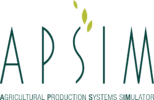 APSIM
AGRICULTURAL PRODUCTION SYSTEMS SIMULATOR